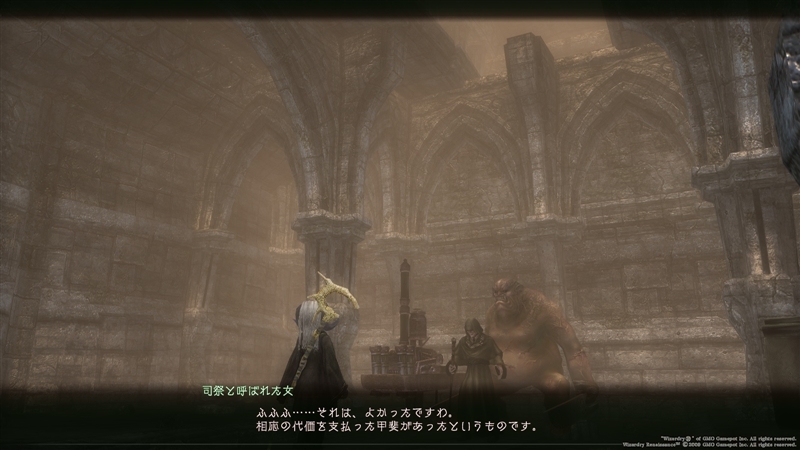 司祭と呼ばれた女
ふふふ……それは、よかったですわ。
相応の代価を支払った甲斐があったというものです。
"Wizardry®" of GMO Gamepot Inc. All rights reserved.
Wizardry Renaissance™ ©2009 GMO Gamepot Inc. All rights reserved.